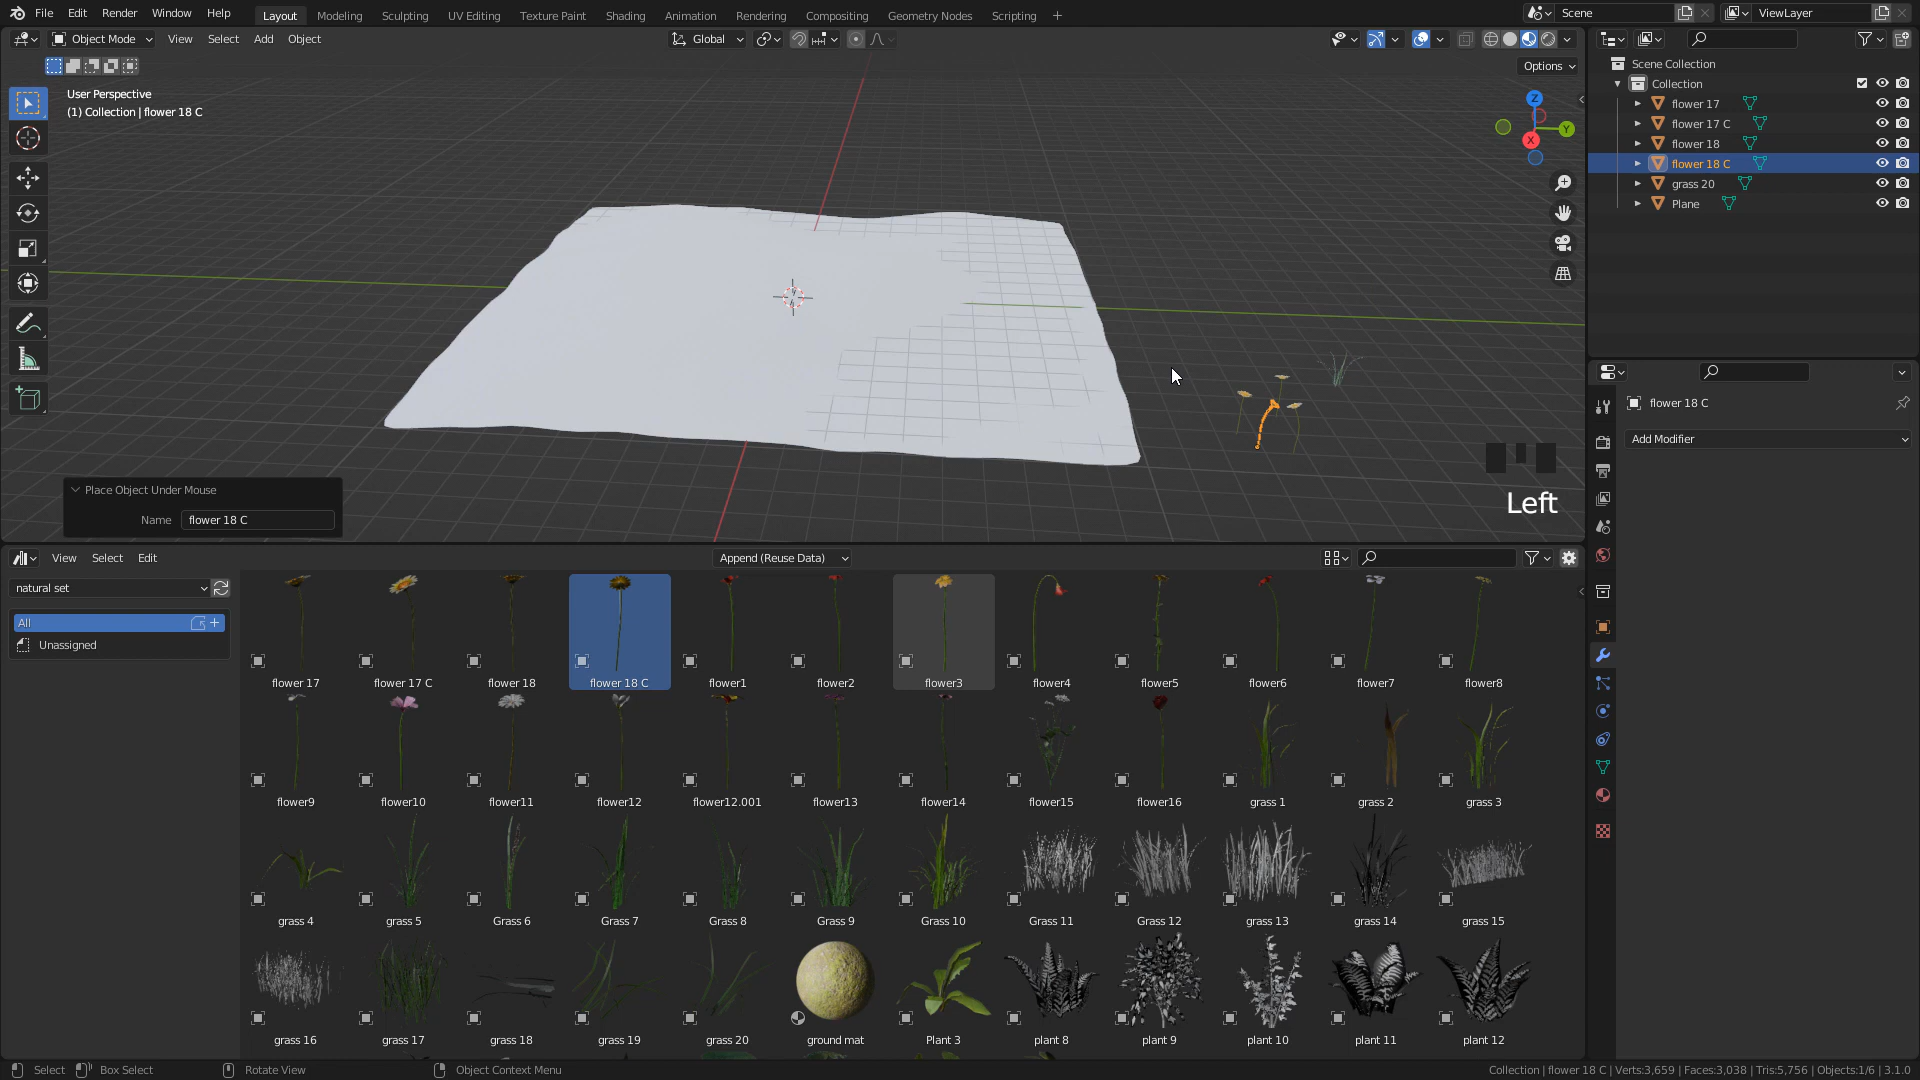 File Edit Render Window Help Layout Modeling Sculpting UV Editing Texture Paint Shading Animation Rendering Compositing Geometry Nodes Scripting + Scene ViewLayer
Object Mode View Select Add Object Global
Options
User Perspective
(1) Collection | flower 18 C
Z
Y
X
Scene Collection
Collection
flower 17
flower 17 C
flower 18
flower 18 C
grass 20
Plane
flower 18 C
Add Modifier
Left
Place Object Under Mouse
Name flower 18 C
View Select Edit Append (Reuse Data)
natural set
All
Unassigned
flower 17 flower 17 C flower 18 flower 18 C flower1 flower2 flower3 flower4 flower5 flower6 flower7 flower8
flower9 flower10 flower11 flower12 flower12.001 flower13 flower14 flower15 flower16 grass 1 grass 2 grass 3
grass 4 grass 5 Grass 6 Grass 7 Grass 8 Grass 9 Grass 10 Grass 11 Grass 12 grass 13 grass 14 grass 15
grass 16 grass 17 grass 18 grass 19 grass 20 ground mat Plant 3 plant 8 plant 9 plant 10 plant 11 plant 12
Select Box Select Rotate View Object Context Menu Collection | flower 18 C | Verts:3,659 | Faces:3,038 | Tris:5,756 | Objects:1/6 | 3.1.0